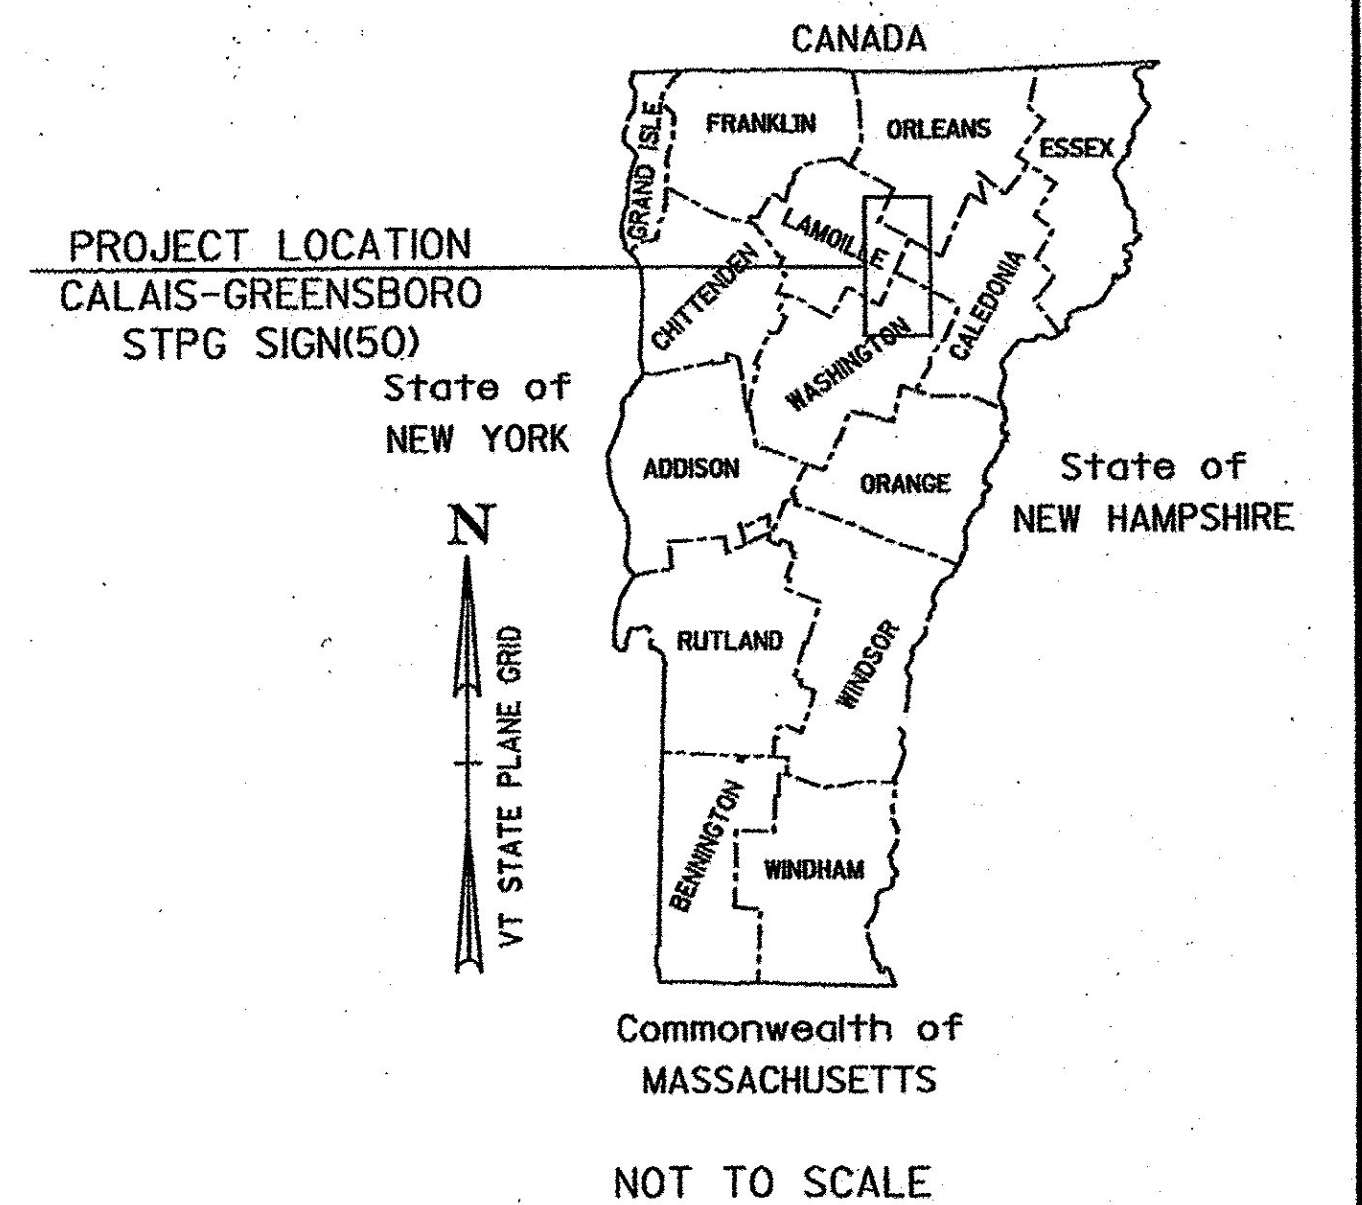 CANADA
GRAND ISLE
FRANKLIN
ORLEANS
ESSEX
LAMOILLE
PROJECT LOCATION
CALAIS-GREENSBORO
STPG SIGN(50)
CHITTENDEN
WASHINGTON
CALEDONIA
State of
NEW YORK
ADDISON
ORANGE
State of
NEW HAMPSHIRE
N
VT STATE PLANE GRID
RUTLAND
WINDSOR
BENNINGTON
WINDHAM
Commonwealth of
MASSACHUSETTS
NOT TO SCALE